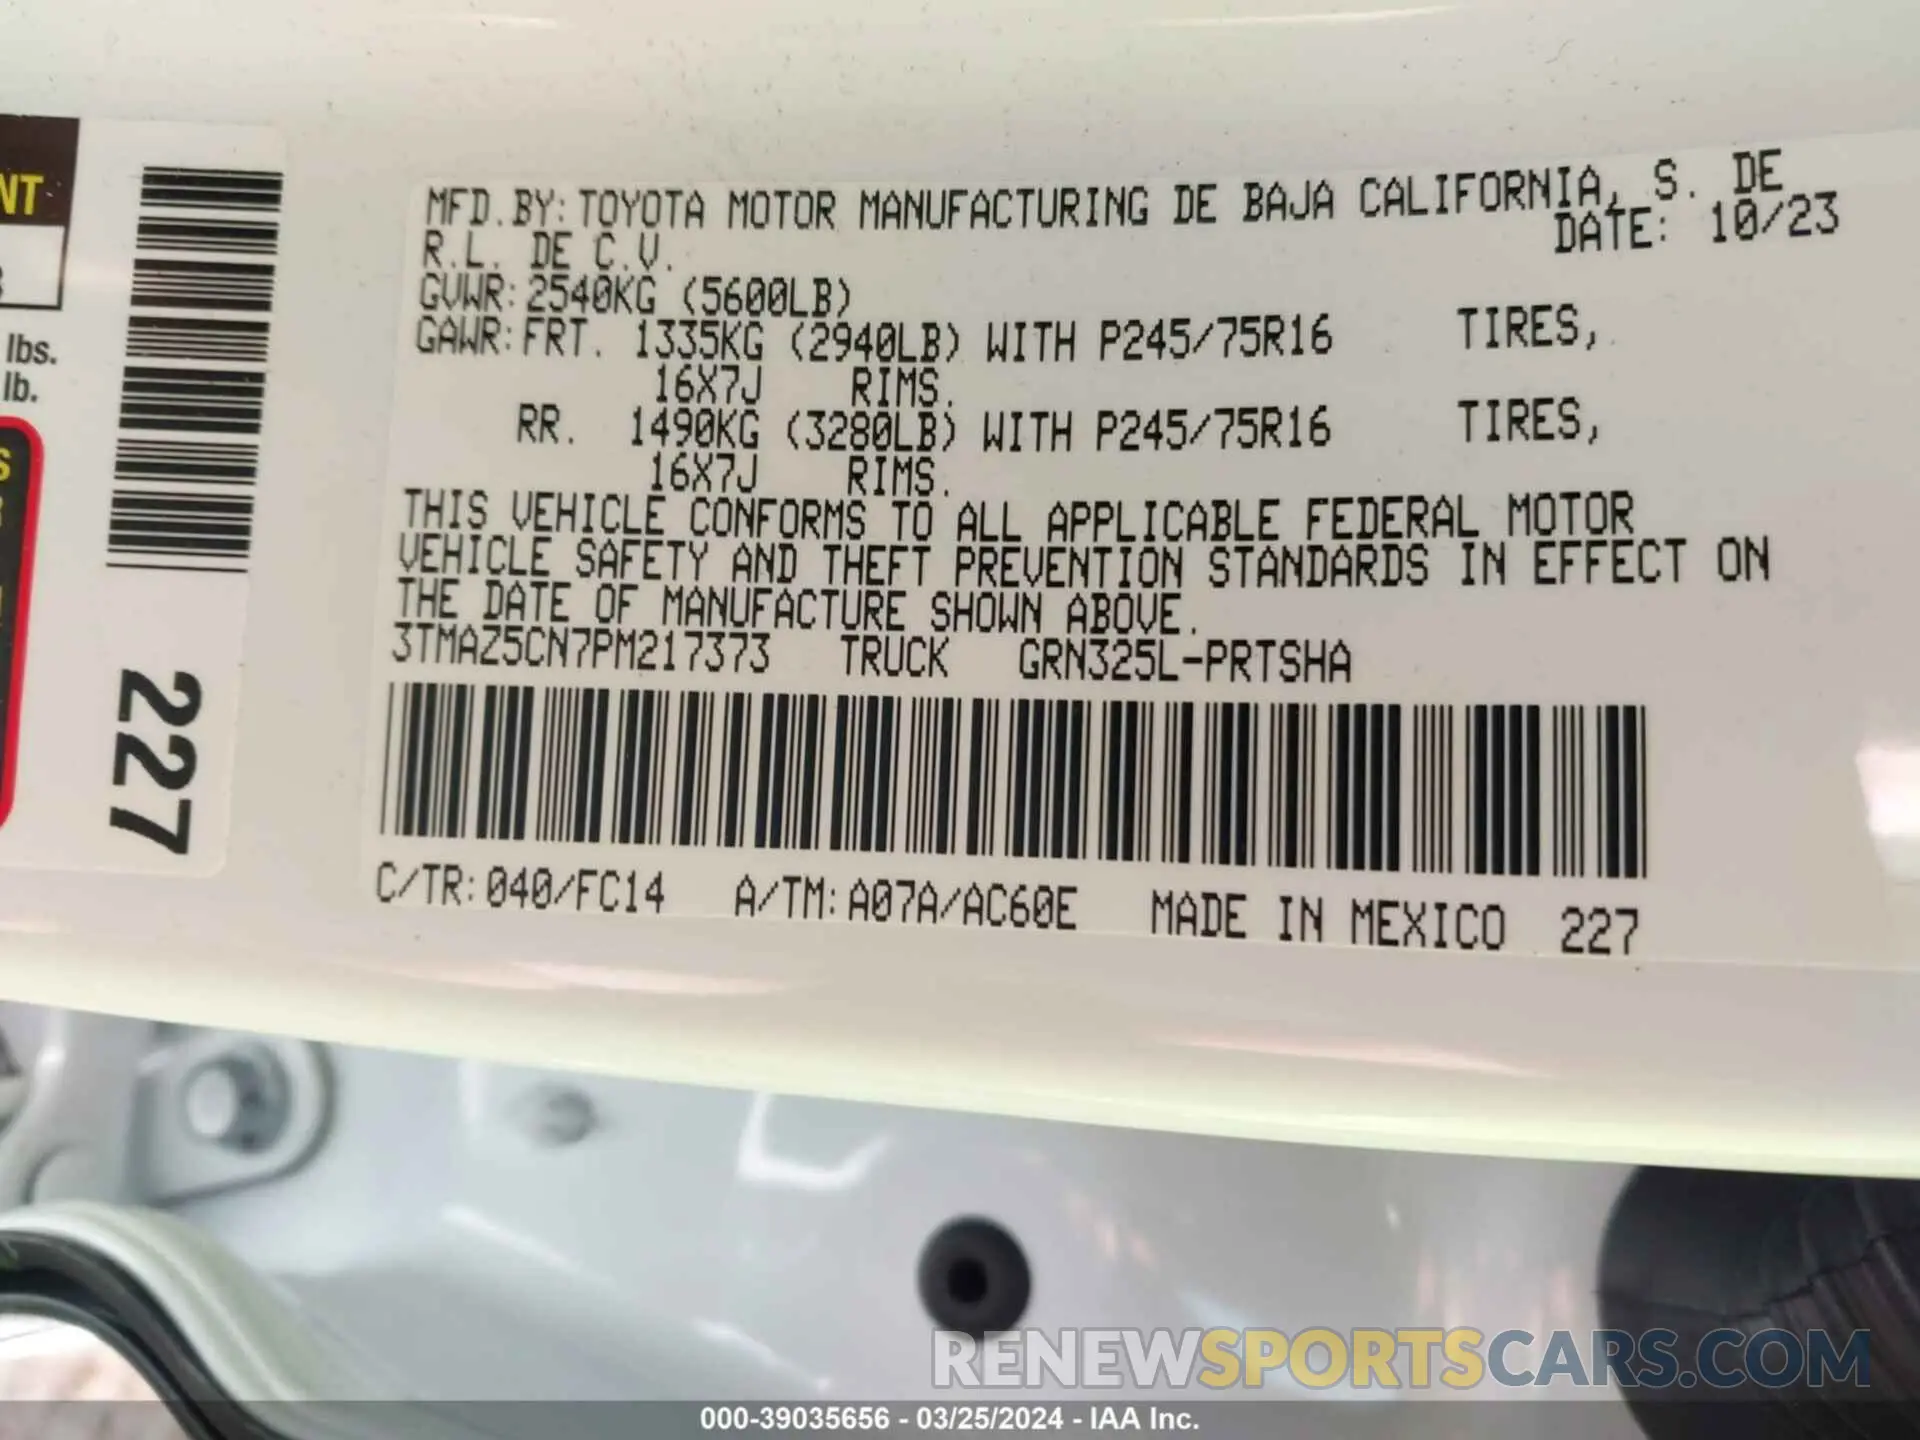 NT
lbs.
lb.
S
R
227
MFD.BY: TOYOTA MOTOR MANUFACTURING DE BAJA CALIFORNIA, S. DE
R.L. DE C.V. DATE: 10/23
GVWR: 2540KG (5600LB)
GAWR: FRT. 1335KG (2940LB) WITH P245/75R16 TIRES,
16X7J RIMS.
RR. 1490KG (3280LB) WITH P245/75R16 TIRES,
16X7J RIMS.
THIS VEHICLE CONFORMS TO ALL APPLICABLE FEDERAL MOTOR
VEHICLE SAFETY AND THEFT PREVENTION STANDARDS IN EFFECT ON
THE DATE OF MANUFACTURE SHOWN ABOVE.
3TMAZ5CN7PM217373 TRUCK GRN325L-PRTSHA
C/TR: 040/FC14 A/TM: A07A/AC60E MADE IN MEXICO 227
RENEWSPORTSCARS.COM
000-39035656 - 03/25/2024 - IAA Inc.